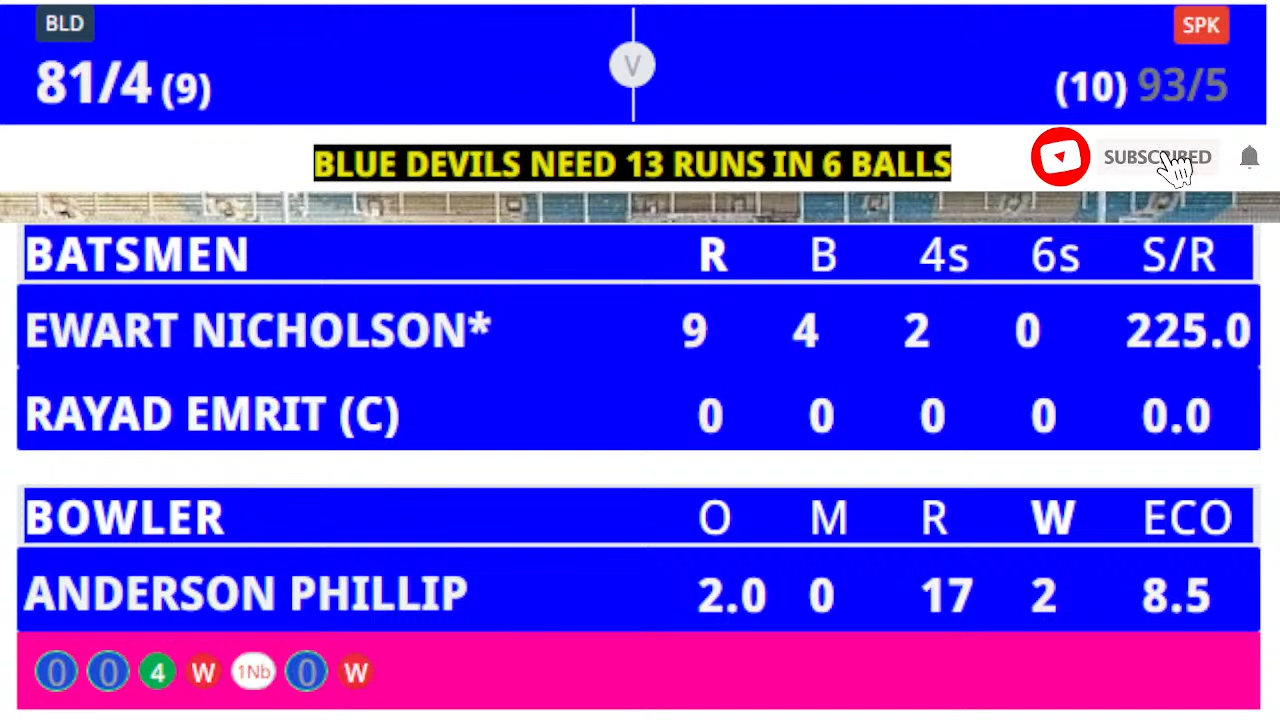 BLD
SPK
81/4 (9)
V
(10) 93/5
BLUE DEVILS NEED 13 RUNS IN 6 BALLS
SUBSCRIBED
BATSMEN R B 4s 6s S/R
EWART NICHOLSON* 9 4 2 0 225.0
RAYAD EMRIT (C) 0 0 0 0 0.0
BOWLER O M R W ECO
ANDERSON PHILLIP 2.0 0 17 2 8.5
0 0 4 W 1Nb 0 W